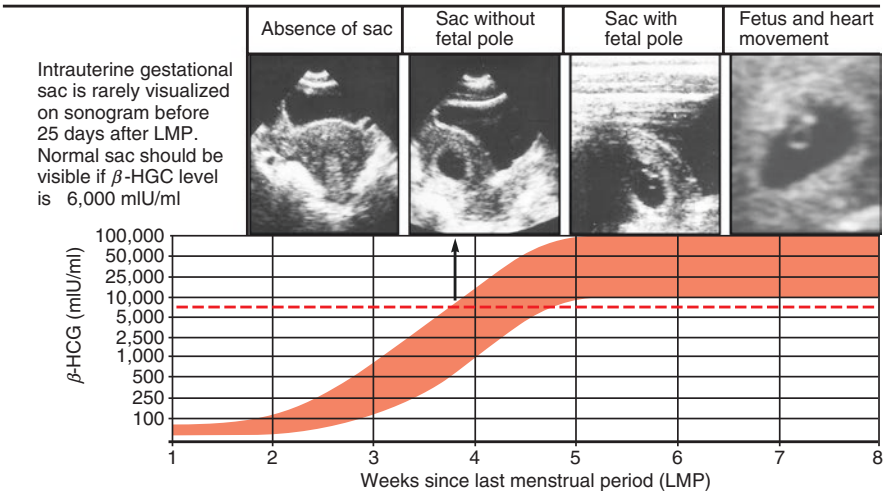 Absence of sac
Sac without
fetal pole
Sac with
fetal pole
Fetus and heart
movement
Intrauterine gestational
sac is rarely visualized
on sonogram before
25 days after LMP.
Normal sac should be
visible if β-HGC level
is 6,000 mIU/ml
β-HCG (mIU/ml)
100,000
50,000
25,000
10,000
5,000
2,500
1,000
500
250
100
1 2 3 4 5 6 7 8
Weeks since last menstrual period (LMP)